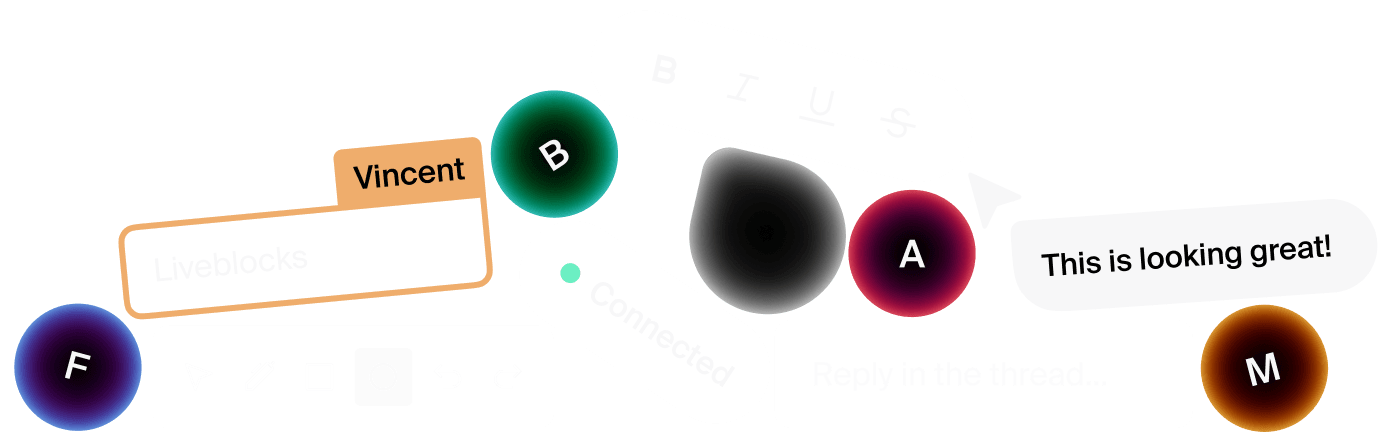 B I U S
Vincent
B
Liveblocks
A
This is looking great!
Connected
F
Reply in the thread...
M